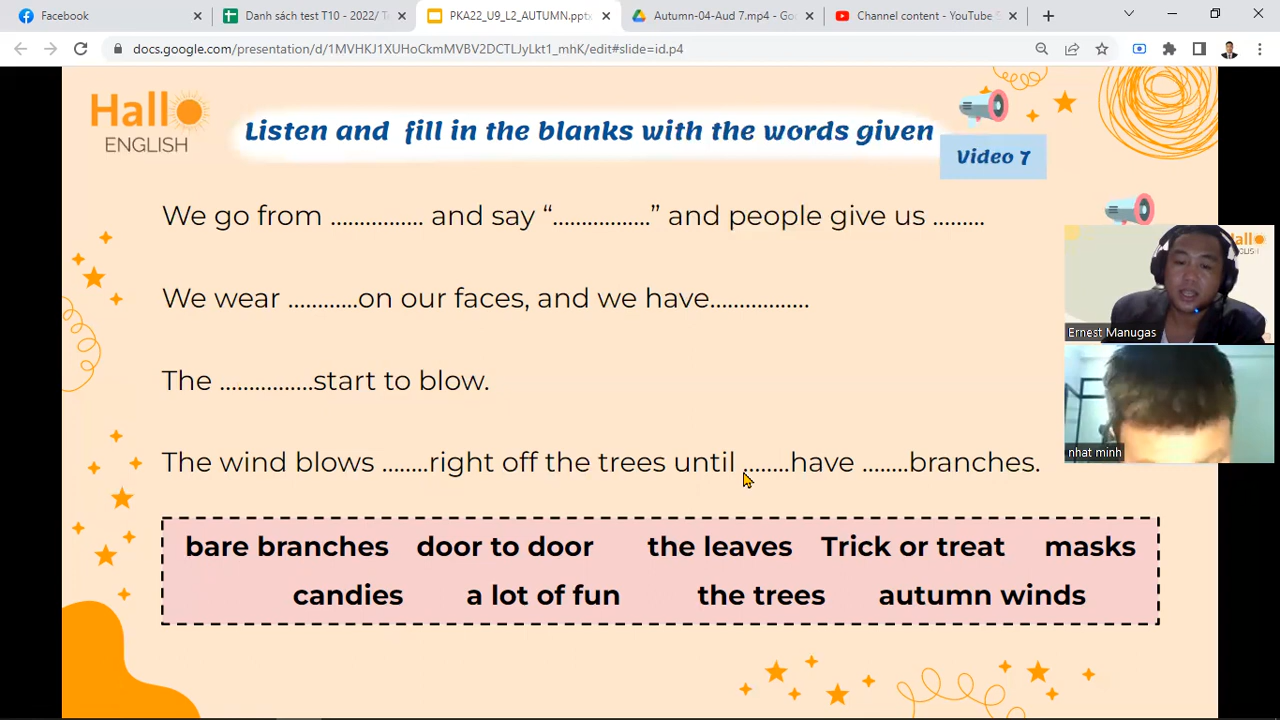 Facebook
Danh sách test T10 - 2022/ T
PKA22_U9_L2_AUTUMN.pptx
Autumn-04-Aud 7.mp4 - Go
Channel content - YouTube S
docs.google.com/presentation/d/1MVHKJ1XUHoCkmMVBV2DCTLJyLkt1_mhK/edit#slide=id.p4
Hallo
ENGLISH
Listen and fill in the blanks with the words given
Video 7
We go from ............... and say “................” and people give us .........
We wear ............on our faces, and we have.................
The ................start to blow.
The wind blows ........right off the trees until ........have ........branches.
Hallo
ENGLISH
Ernest Manugas
nhat minh
bare branches door to door the leaves Trick or treat masks
candies a lot of fun the trees autumn winds